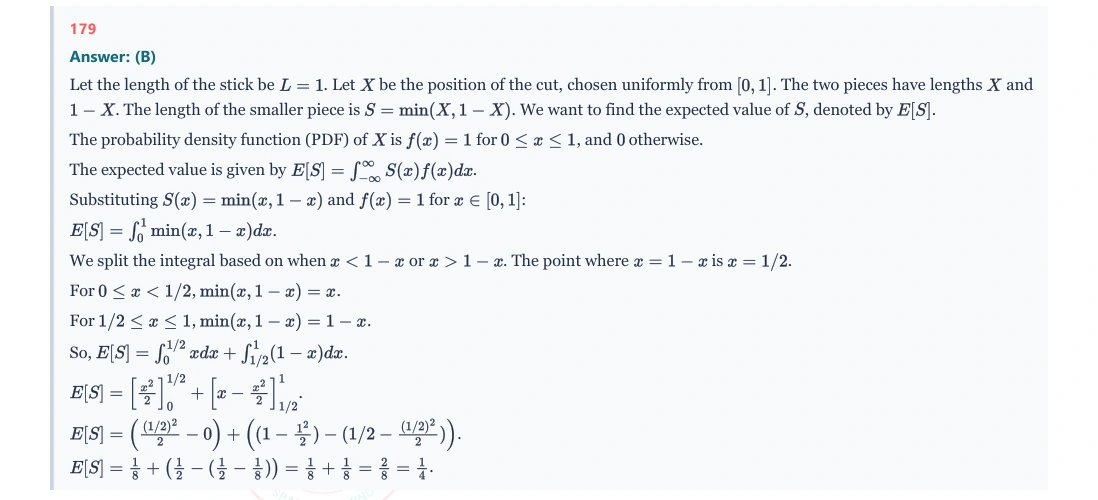 179
Answer: (B)
Let the length of the stick be L = 1. Let X be the position of the cut, chosen uniformly from [0, 1]. The two pieces have lengths X and
1 − X. The length of the smaller piece is S = min(X, 1 − X). We want to find the expected value of S, denoted by E[S].
The probability density function (PDF) of X is f(x) = 1 for 0 ≤ x ≤ 1, and 0 otherwise.
The expected value is given by E[S] = ∫_{−∞}^{∞} S(x)f(x)dx.
Substituting S(x) = min(x, 1 − x) and f(x) = 1 for x ∈ [0, 1]:
E[S] = ∫_0^1 min(x, 1 − x)dx.
We split the integral based on when x < 1 − x or x > 1 − x. The point where x = 1 − x is x = 1/2.
For 0 ≤ x < 1/2, min(x, 1 − x) = x.
For 1/2 ≤ x ≤ 1, min(x, 1 − x) = 1 − x.
So, E[S] = ∫_0^{1/2} xdx + ∫_{1/2}^1 (1 − x)dx.
E[S] = [x²/2]_0^{1/2} + [x − x²/2]_{1/2}^1.
E[S] = ((1/2)²/2 − 0) + ((1 − 1²/2) − (1/2 − (1/2)²/2)).
E[S] = 1/8 + (1/2 − (1/2 − 1/8)) = 1/8 + 1/8 = 2/8 = 1/4.